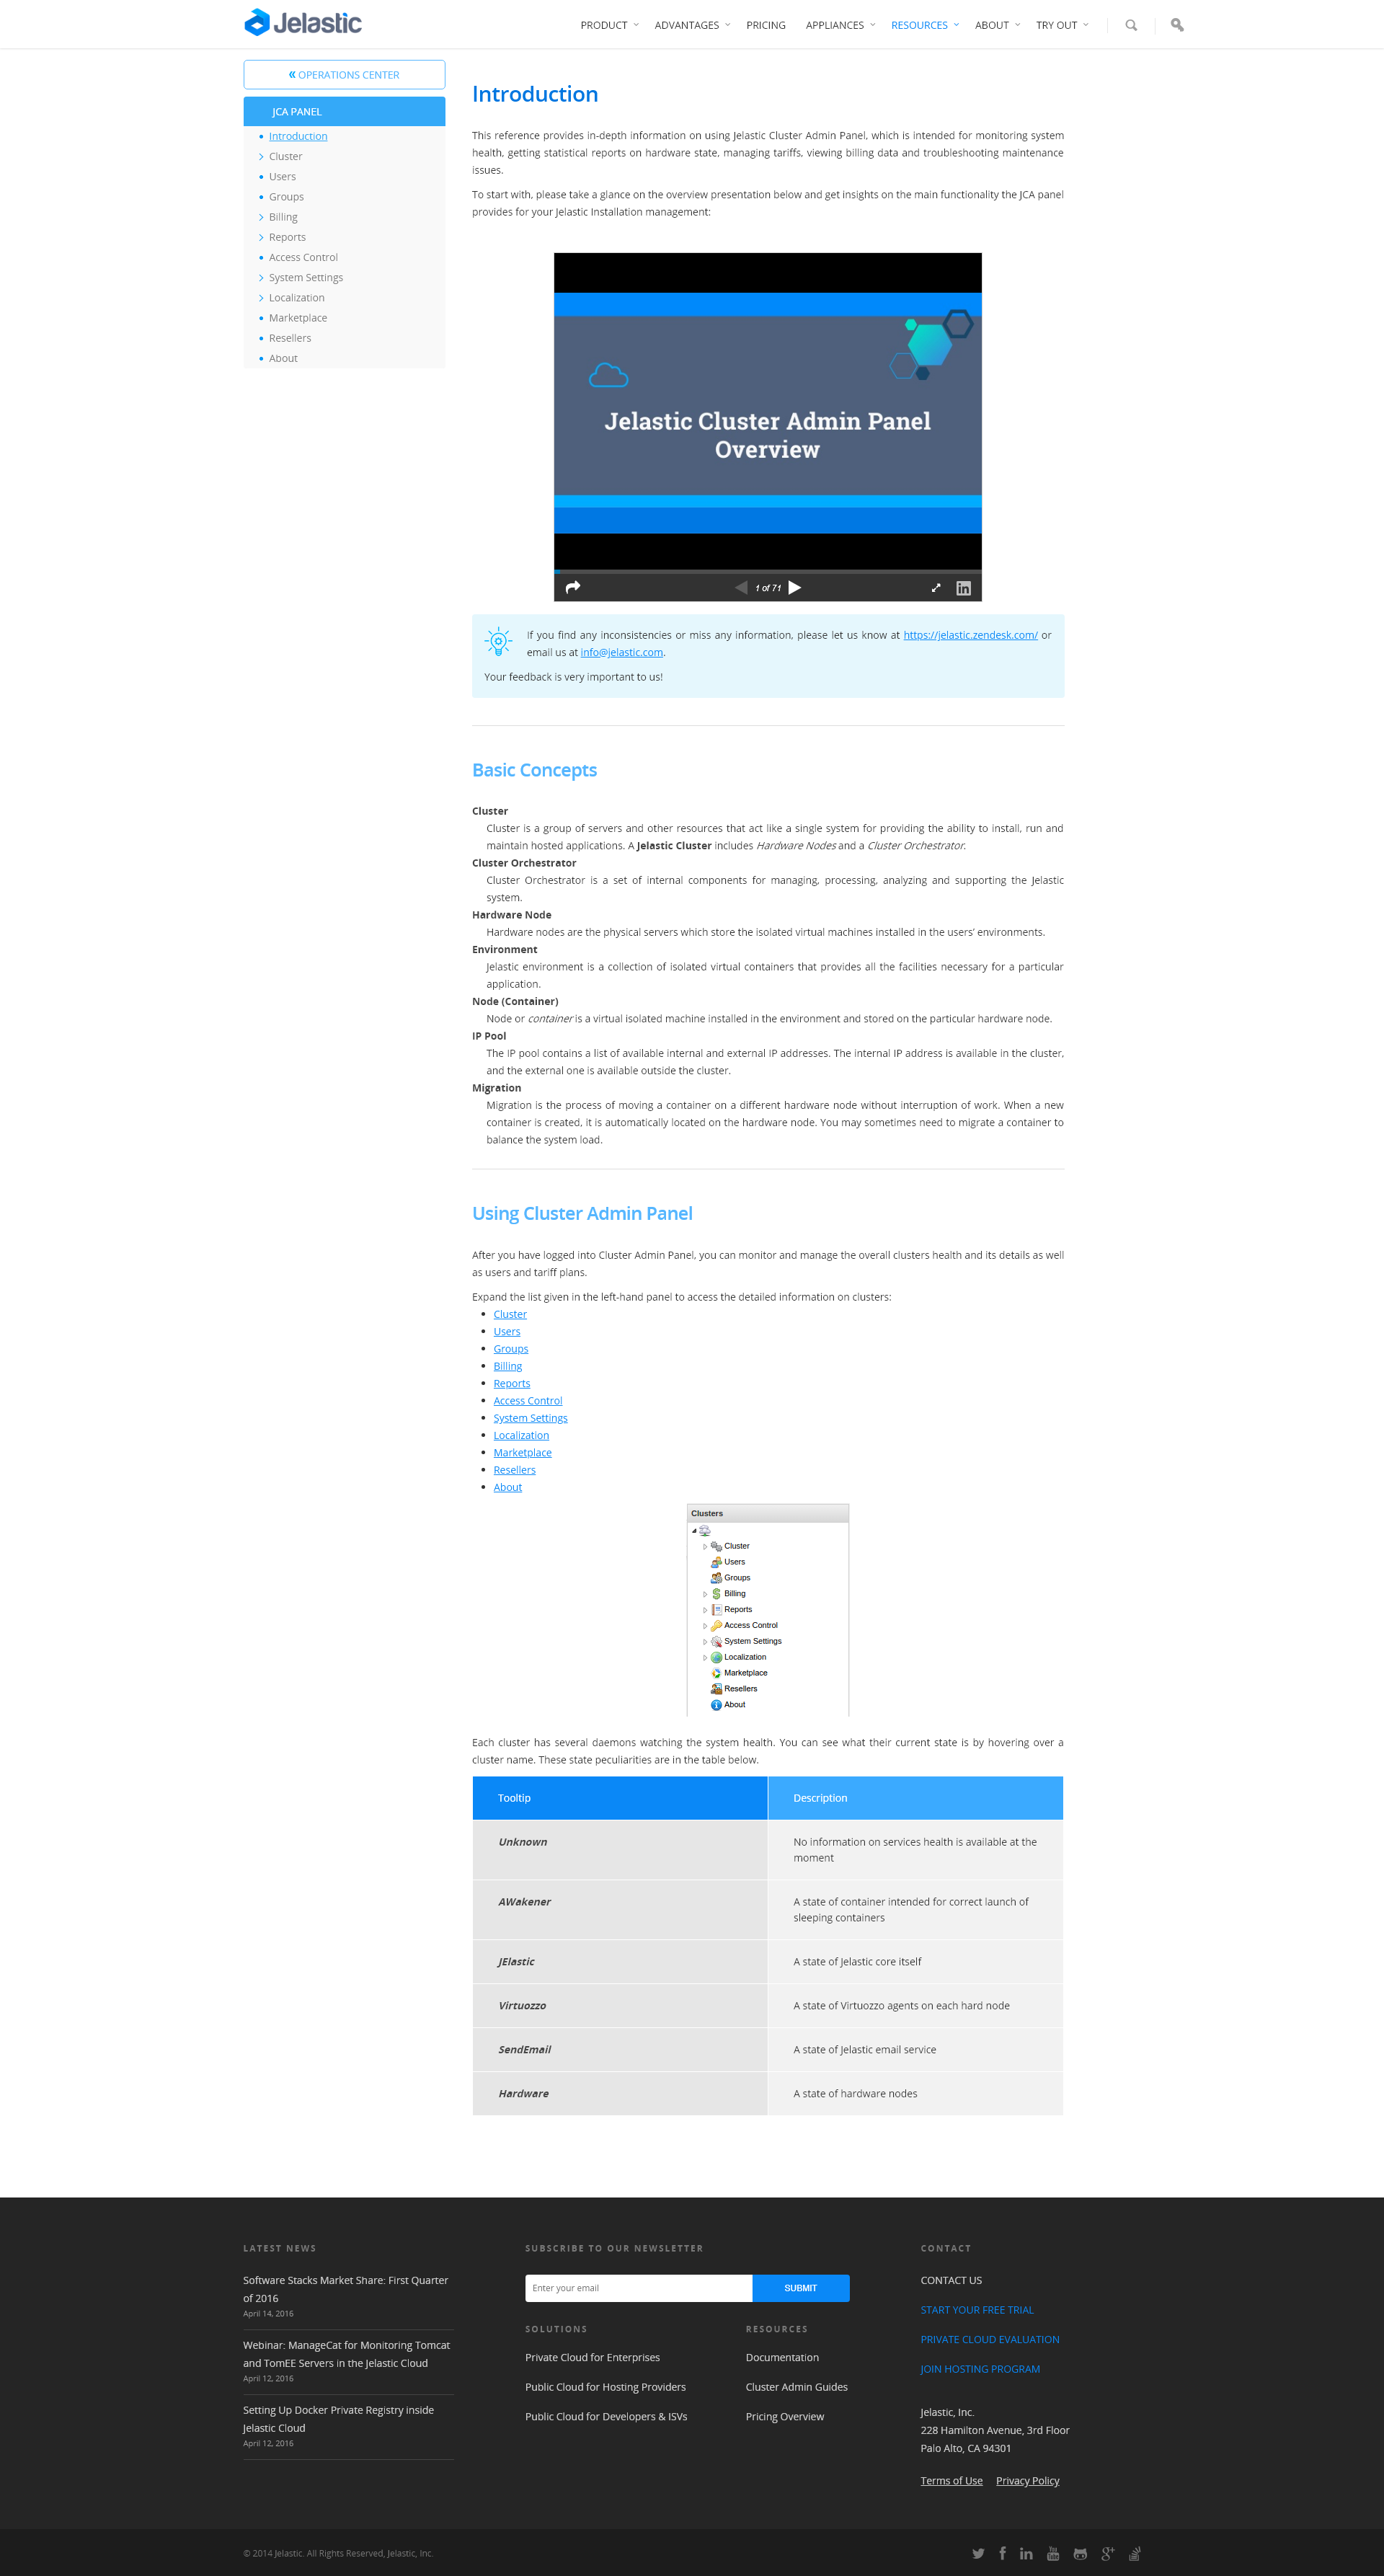 Jelastic
PRODUCT ADVANTAGES PRICING APPLIANCES RESOURCES ABOUT TRY OUT
« OPERATIONS CENTER
JCA PANEL
Introduction
Cluster
Users
Groups
Billing
Reports
Access Control
System Settings
Localization
Marketplace
Resellers
About
Introduction
This reference provides in-depth information on using Jelastic Cluster Admin Panel, which is intended for monitoring system
health, getting statistical reports on hardware state, managing tariffs, viewing billing data and troubleshooting maintenance
issues.
To start with, please take a glance on the overview presentation below and get insights on the main functionality the JCA panel
provides for your Jelastic Installation management:
Jelastic Cluster Admin Panel
Overview
1 of 71
If you find any inconsistencies or miss any information, please let us know at https://jelastic.zendesk.com/ or
email us at info@jelastic.com.
Your feedback is very important to us!
Basic Concepts
Cluster
Cluster is a group of servers and other resources that act like a single system for providing the ability to install, run and
maintain hosted applications. A Jelastic Cluster includes Hardware Nodes and a Cluster Orchestrator.
Cluster Orchestrator
Cluster Orchestrator is a set of internal components for managing, processing, analyzing and supporting the Jelastic
system.
Hardware Node
Hardware nodes are the physical servers which store the isolated virtual machines installed in the users' environments.
Environment
Jelastic environment is a collection of isolated virtual containers that provides all the facilities necessary for a particular
application.
Node (Container)
Node or container is a virtual isolated machine installed in the environment and stored on the particular hardware node.
IP Pool
The IP pool contains a list of available internal and external IP addresses. The internal IP address is available in the cluster,
and the external one is available outside the cluster.
Migration
Migration is the process of moving a container on a different hardware node without interruption of work. When a new
container is created, it is automatically located on the hardware node. You may sometimes need to migrate a container to
balance the system load.
Using Cluster Admin Panel
After you have logged into Cluster Admin Panel, you can monitor and manage the overall clusters health and its details as well
as users and tariff plans.
Expand the list given in the left-hand panel to access the detailed information on clusters:
Cluster
Users
Groups
Billing
Reports
Access Control
System Settings
Localization
Marketplace
Resellers
About
Clusters
Cluster
Users
Groups
Billing
Reports
Access Control
System Settings
Localization
Marketplace
Resellers
About
Each cluster has several daemons watching the system health. You can see what their current state is by hovering over a
cluster name. These state peculiarities are in the table below.
Tooltip Description
Unknown No information on services health is available at the
moment
AWakener A state of container intended for correct launch of
sleeping containers
JElastic A state of Jelastic core itself
Virtuozzo A state of Virtuozzo agents on each hard node
SendEmail A state of Jelastic email service
Hardware A state of hardware nodes
LATEST NEWS
Software Stacks Market Share: First Quarter
of 2016
April 14, 2016
Webinar: ManageCat for Monitoring Tomcat
and TomEE Servers in the Jelastic Cloud
April 12, 2016
Setting Up Docker Private Registry inside
Jelastic Cloud
April 12, 2016
SUBSCRIBE TO OUR NEWSLETTER
Enter your email SUBMIT
SOLUTIONS
Private Cloud for Enterprises
Public Cloud for Hosting Providers
Public Cloud for Developers & ISVs
RESOURCES
Documentation
Cluster Admin Guides
Pricing Overview
CONTACT
CONTACT US
START YOUR FREE TRIAL
PRIVATE CLOUD EVALUATION
JOIN HOSTING PROGRAM
Jelastic, Inc.
228 Hamilton Avenue, 3rd Floor
Palo Alto, CA 94301
Terms of Use Privacy Policy
© 2014 Jelastic. All Rights Reserved, Jelastic, Inc.